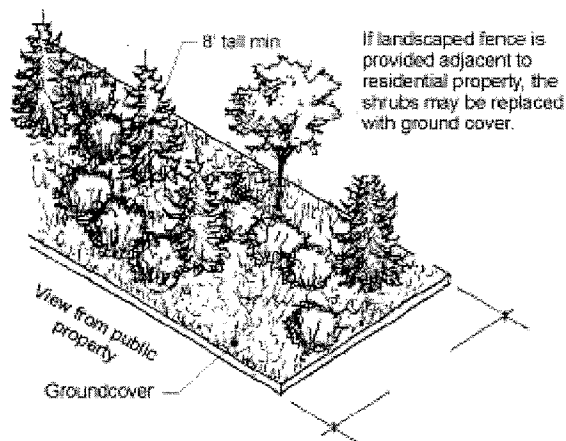 8' tall min
If landscaped fence is
provided adjacent to
residential property, the
shrubs may be replaced
with ground cover.
View from public
property
Groundcover